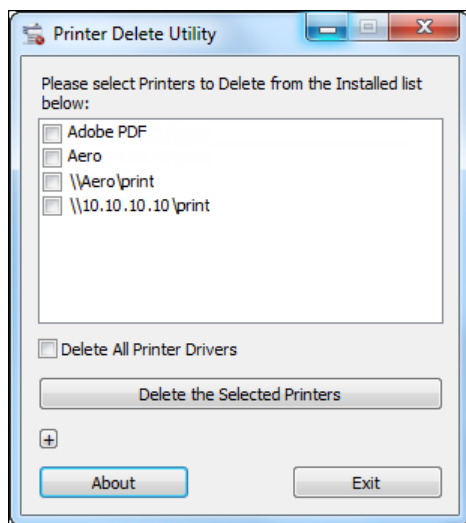 Printer Delete Utility
Please select Printers to Delete from the Installed list
below:
Adobe PDF
Aero
\\Aero\print
\\10.10.10.10\print
Delete All Printer Drivers
Delete the Selected Printers
About
Exit